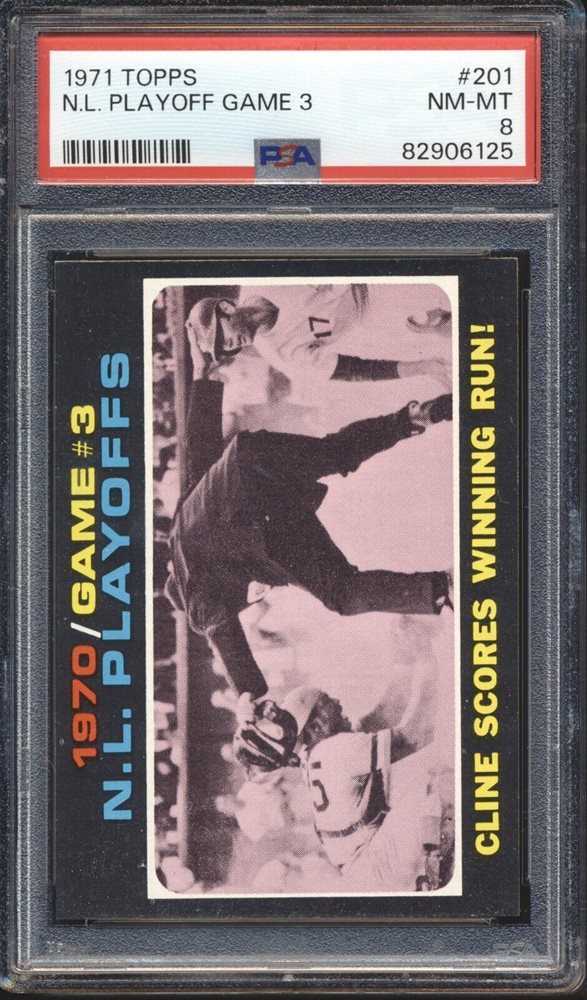 1971 TOPPS #201
N.L. PLAYOFF GAME 3 NM-MT
8
PSA 82906125
1970/GAME #3
N.L. PLAYOFFS
17
CLINE SCORES WINNING RUN!